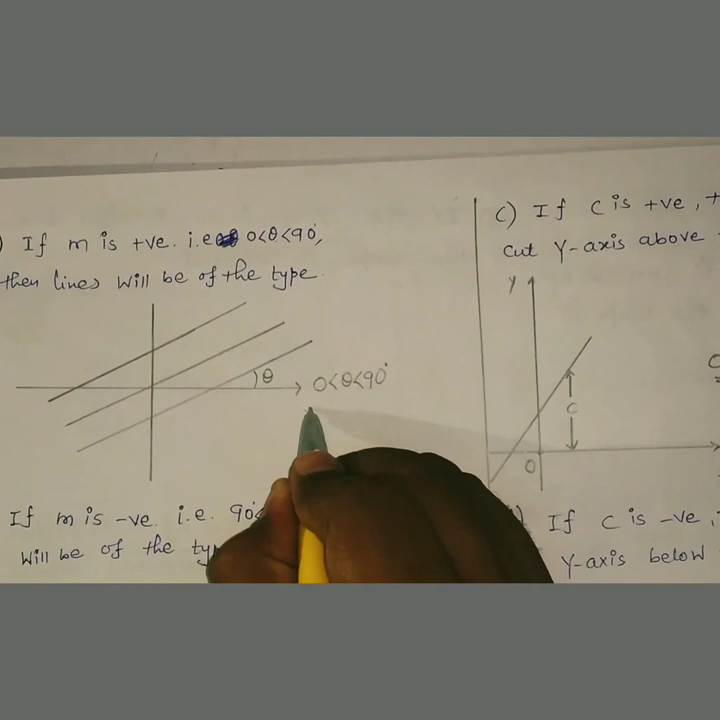 ) If m is +ve. i.e 0<θ<90°,
then lines will be of the type.
θ
0<θ<90°
If m is -ve. i.e. 90<
will be of the
c) If c is +ve,
cut Y-axis above
Y
c
O
If c is -ve,
Y-axis below